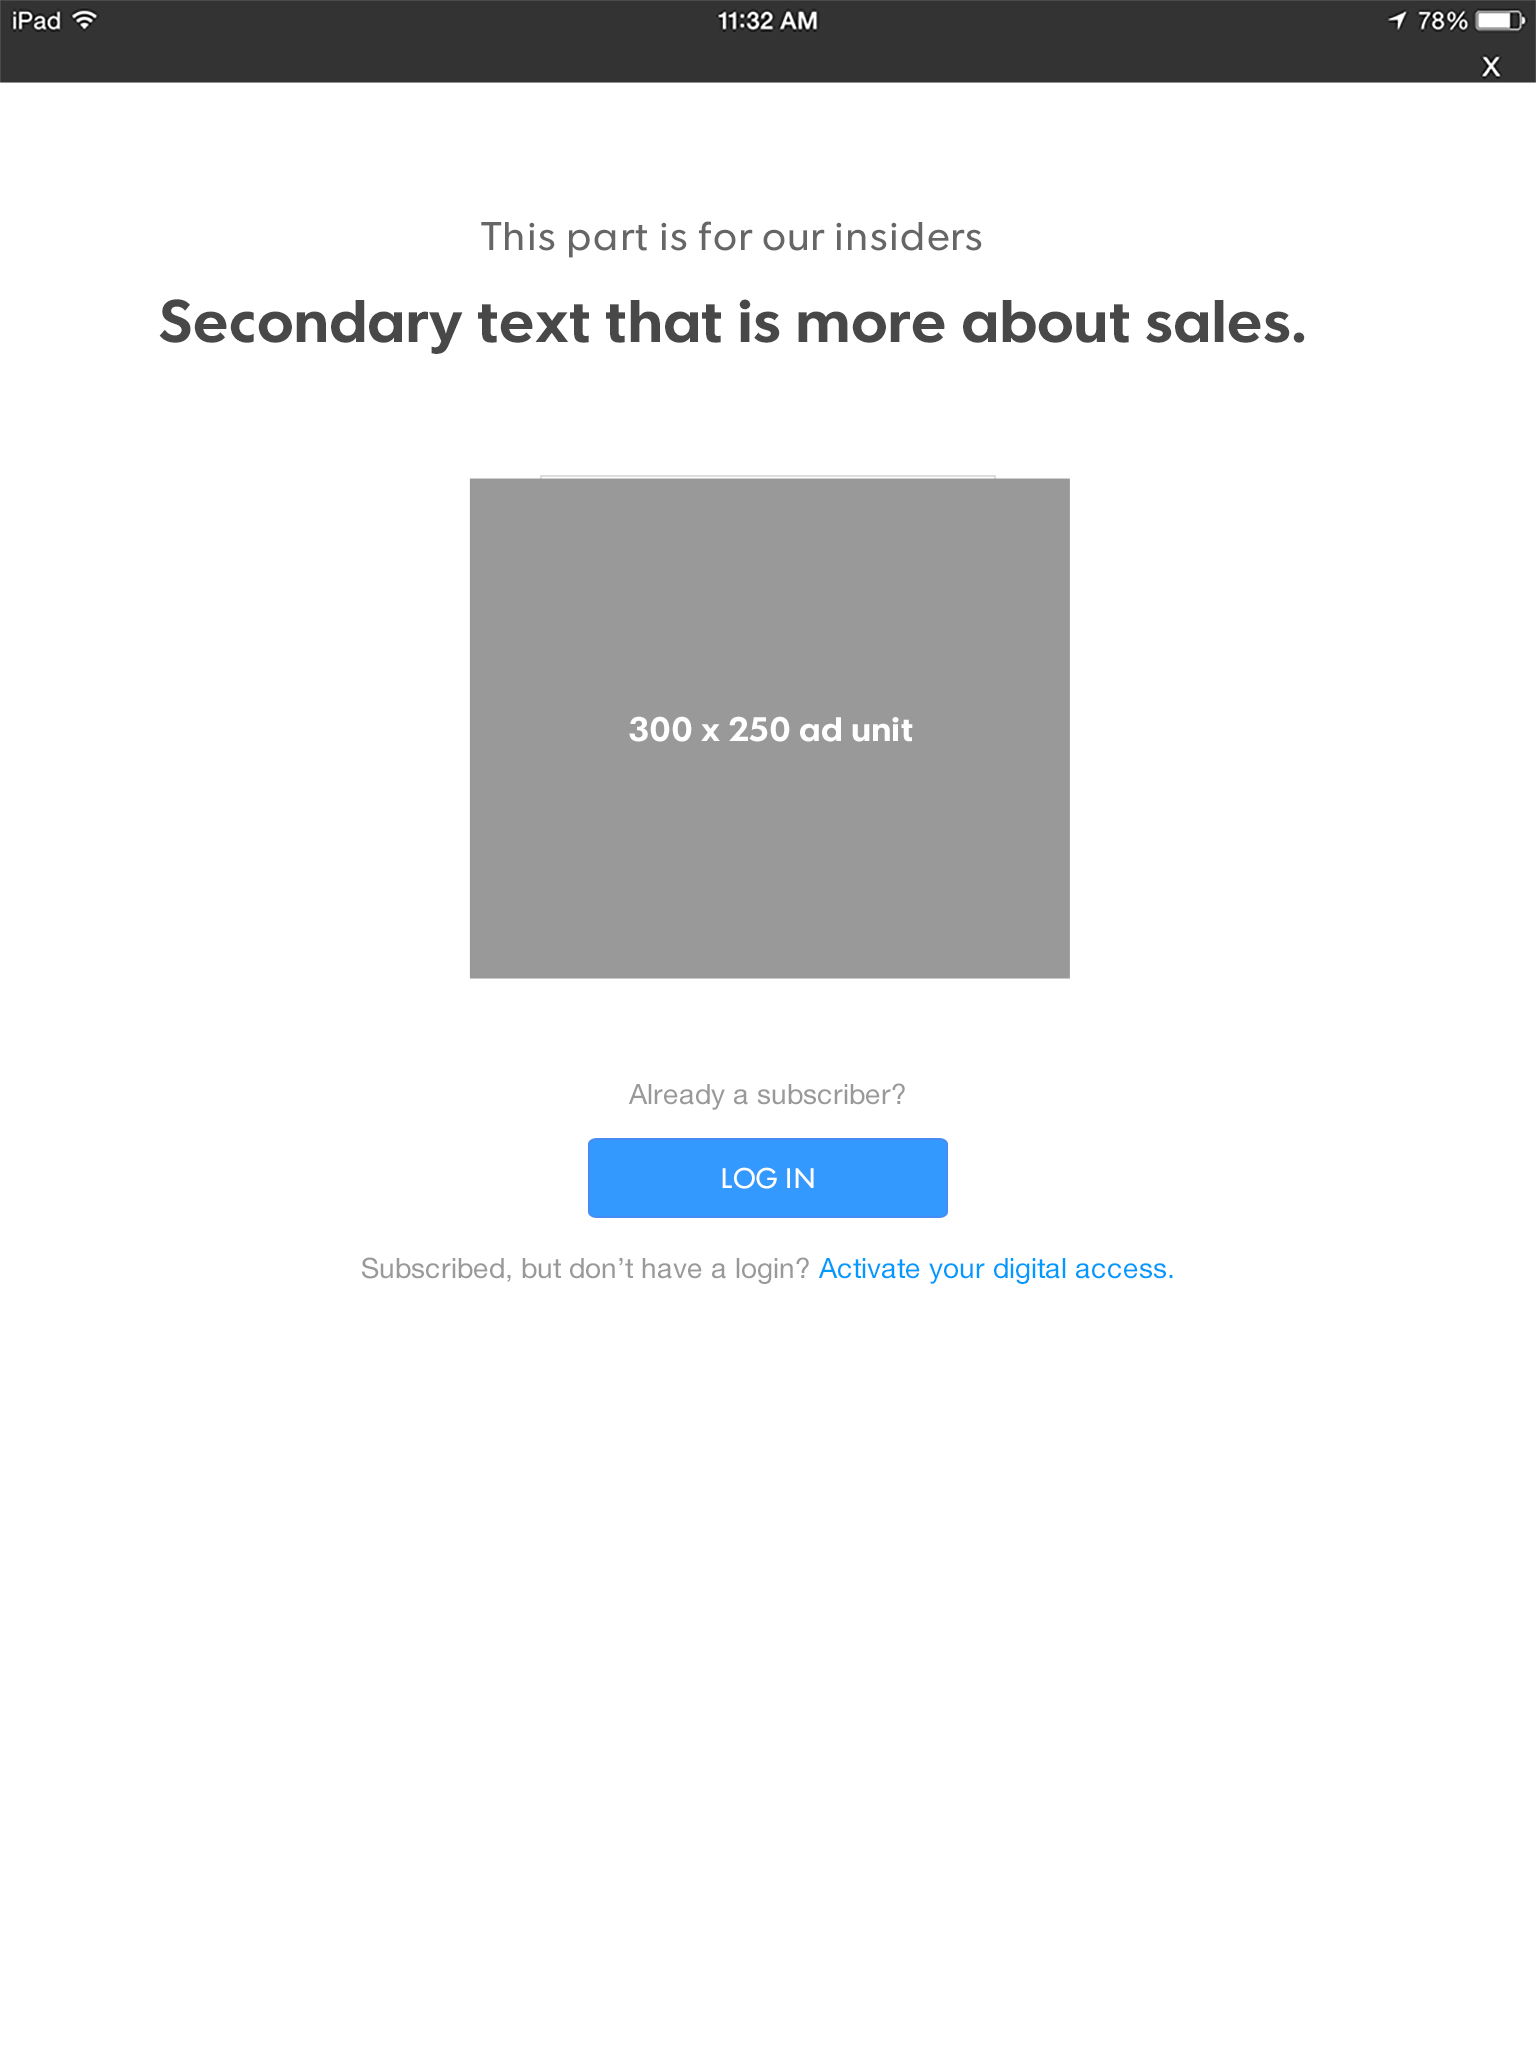 iPad 11:32 AM 78%
X
This part is for our insiders
Secondary text that is more about sales.
300 x 250 ad unit
Already a subscriber?
LOG IN
Subscribed, but don’t have a login? Activate your digital access.